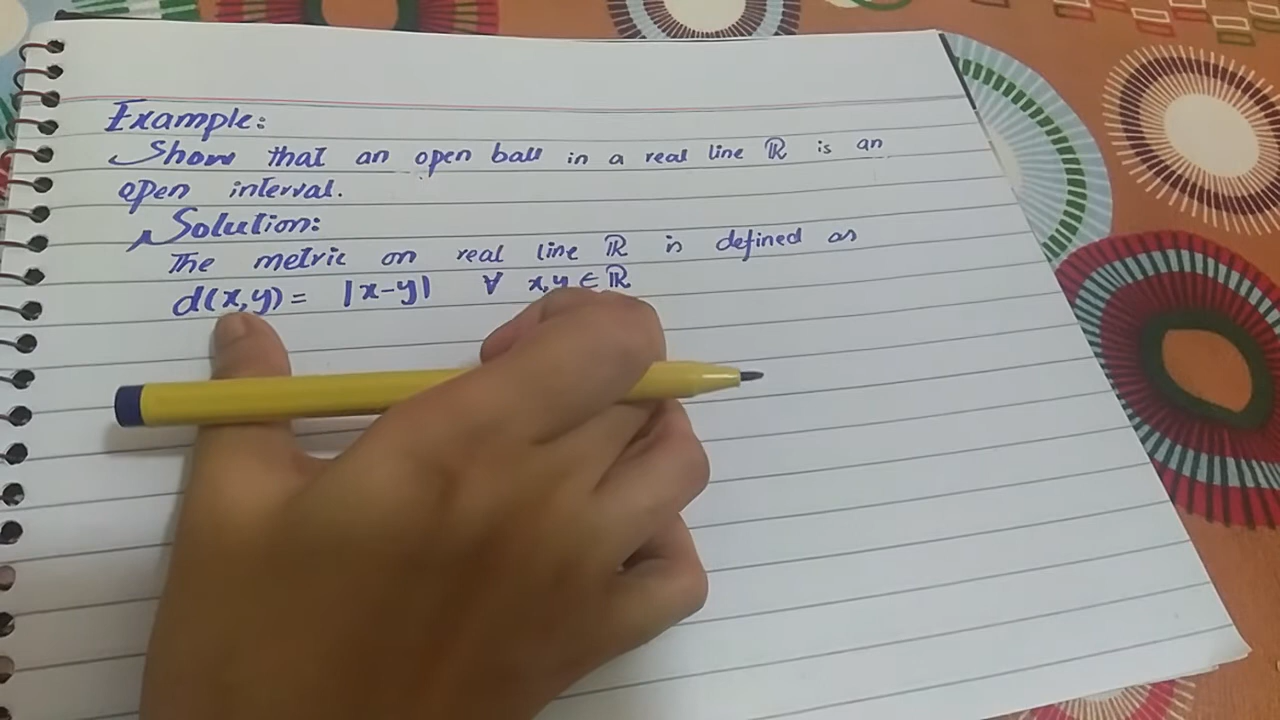 Example:
Show that an open ball in a real line ℝ is an
open interval.
Solution:
The metric on real line ℝ is defined as
d(x,y) = |x-y| ∀ x,y ∈ ℝ